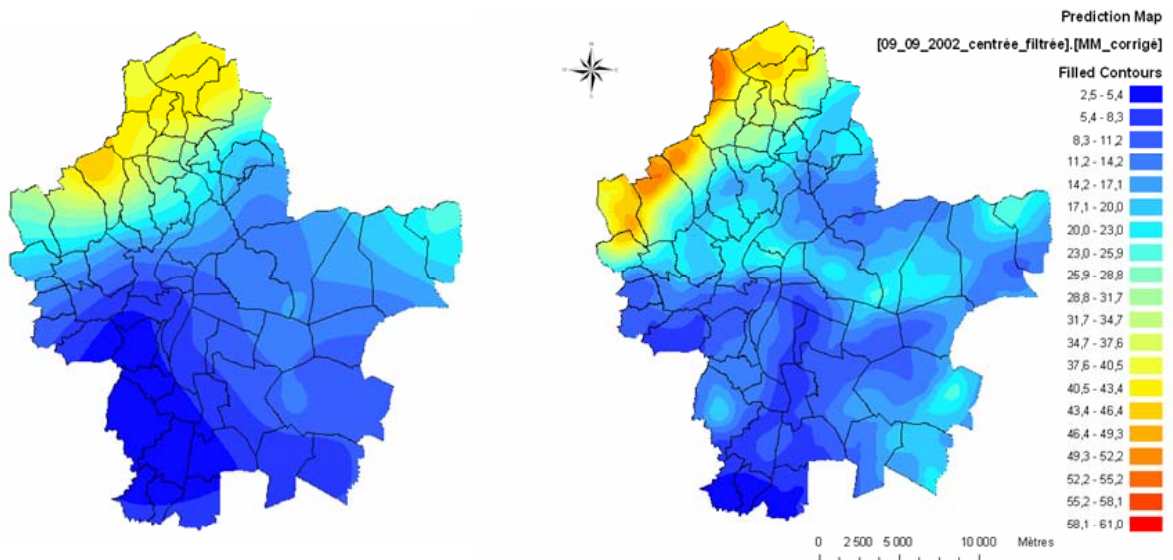 Prediction Map
[09_09_2002_centrée_filtrée].[MM_corrigé]
Filled Contours
2,5 - 5,4
5,4 - 8,3
8,3 - 11,2
11,2 - 14,2
14,2 - 17,1
17,1 - 20,0
20,0 - 23,0
23,0 - 25,9
25,9 - 28,8
28,8 - 31,7
31,7 - 34,7
34,7 - 37,6
37,6 - 40,5
40,5 - 43,4
43,4 - 46,4
46,4 - 49,3
49,3 - 52,2
52,2 - 55,2
55,2 - 58,1
58,1 - 61,0
0 2 500 5 000 10 000 Mètres